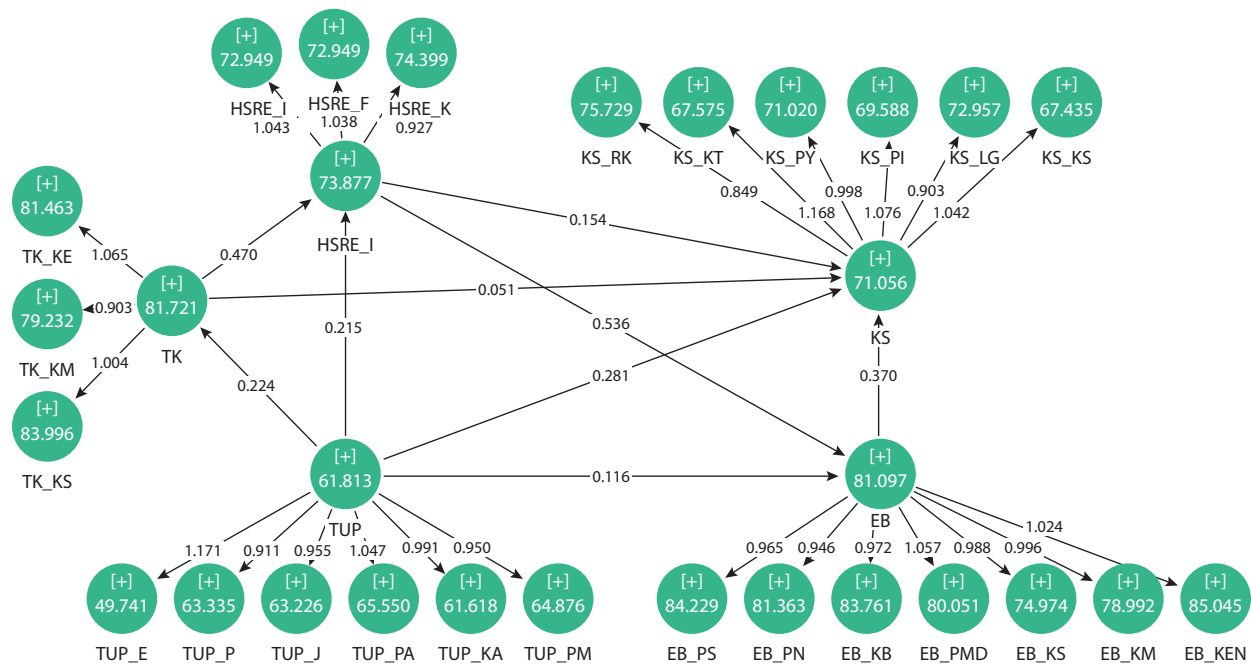 [+] [+] [+]
72.949 72.949 74.399
HSRE_I HSRE_F HSRE_K
1.043 1.038 0.927
[+]
73.877
HSRE_I
[+] [+] [+] [+] [+] [+]
75.729 67.575 71.020 69.588 72.957 67.435
KS_RK KS_KT KS_PY KS_PI KS_LG KS_KS
0.849 1.168 0.998 1.076 0.903 1.042
[+]
71.056
KS
[+]
81.463
TK_KE
1.065
[+]
79.232
TK_KM
0.903
[+]
83.996
TK_KS
1.004
[+]
81.721
TK
0.470
0.154
0.051
0.215
0.536
0.224
0.281
0.370
0.116
[+]
61.813
TUP
1.171 0.911 0.955 1.047 0.991 0.950
[+] [+] [+] [+] [+] [+]
49.741 63.335 63.226 65.550 61.618 64.876
TUP_E TUP_P TUP_J TUP_PA TUP_KA TUP_PM
[+]
81.097
EB
0.965 0.946 0.972 1.057 0.988 0.996 1.024
[+] [+] [+] [+] [+] [+] [+]
84.229 81.363 83.761 80.051 74.974 78.992 85.045
EB_PS EB_PN EB_KB EB_PMD EB_KS EB_KM EB_KEN